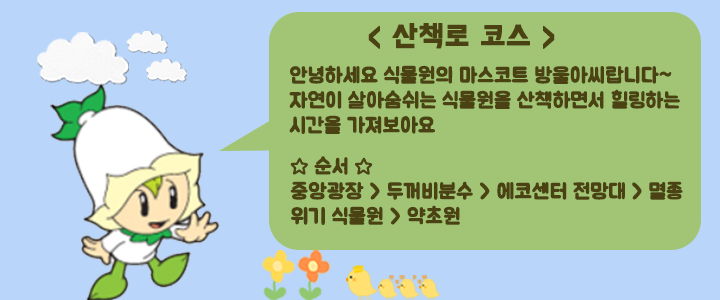 < 산책로 코스 >
안녕하세요 식물원의 마스코트 방울아씨랍니다~
자연이 살아숨쉬는 식물원을 산책하면서 힐링하는
시간을 가져보아요
☆ 순서 ☆
중앙광장 > 두꺼비분수 > 에코센터 전망대 > 멸종
위기 식물원 > 약초원